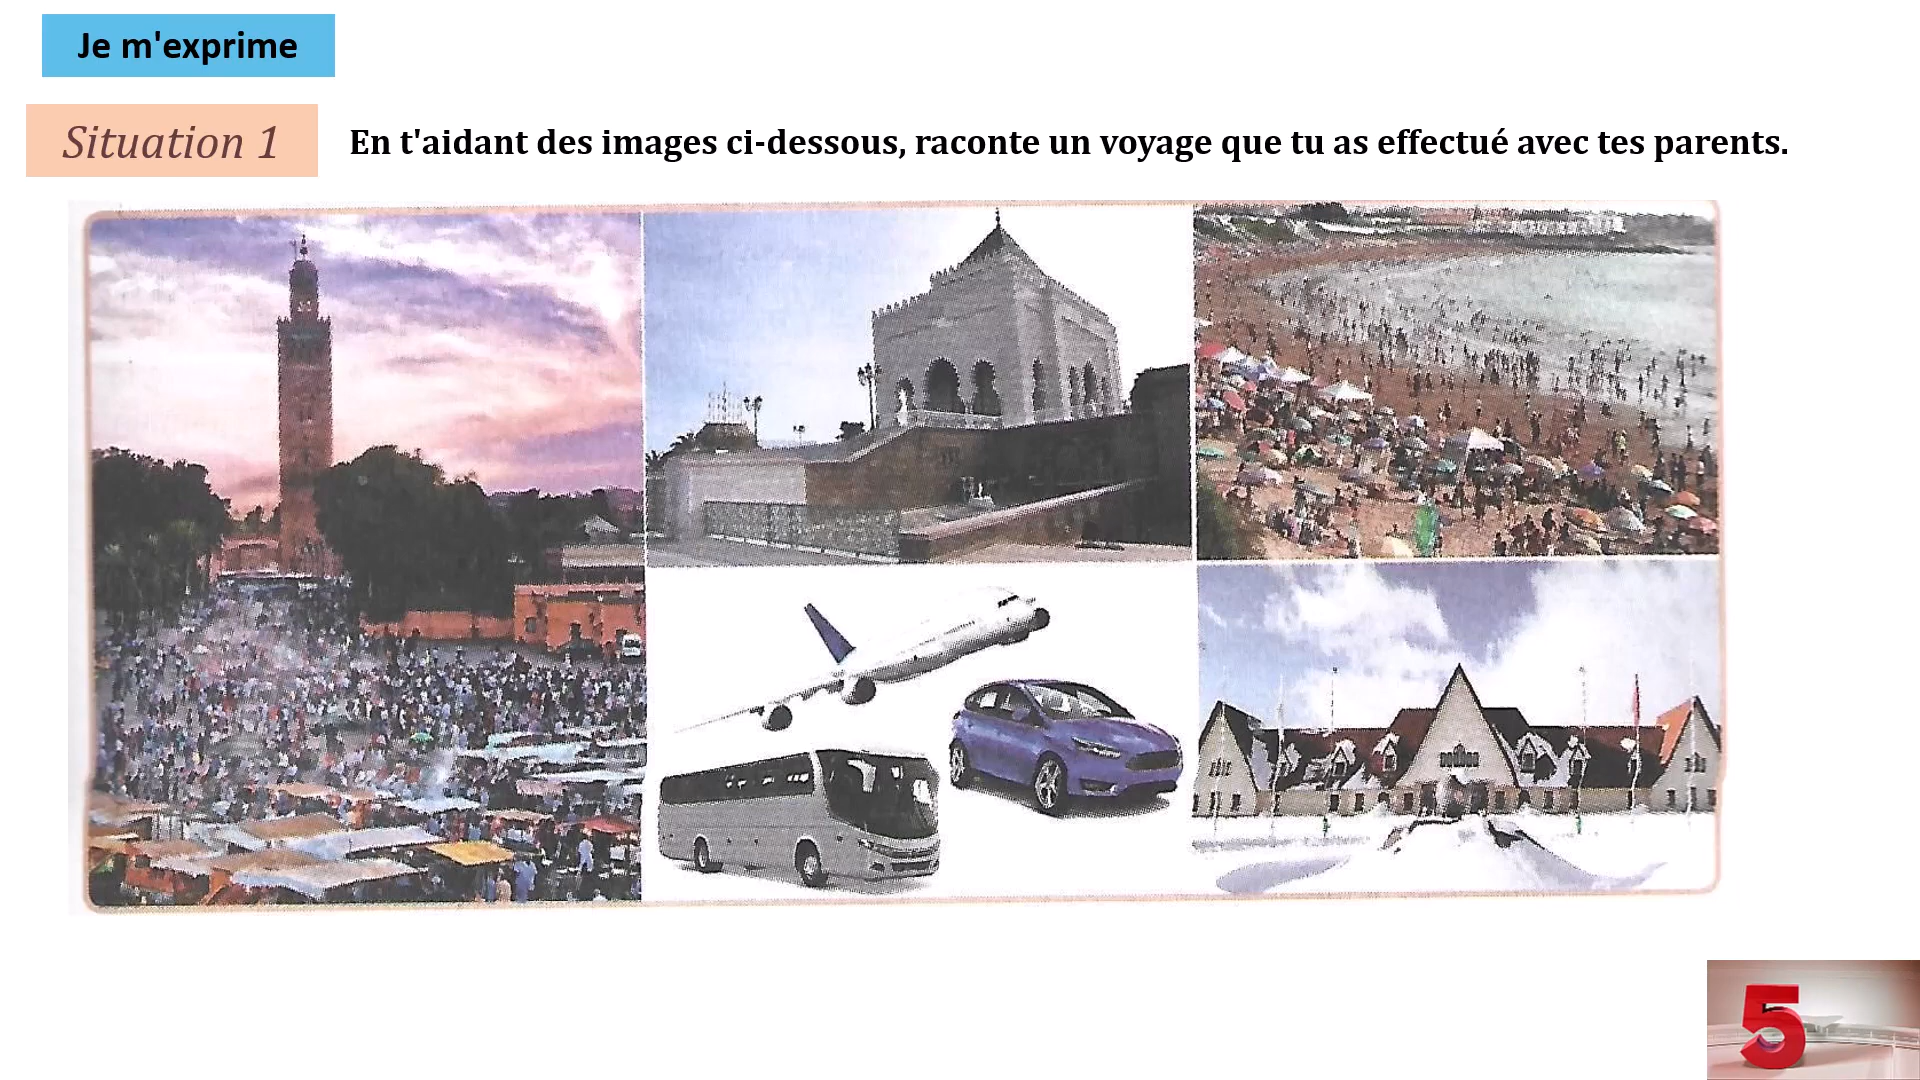 Je m'exprime
Situation 1
En t'aidant des images ci-dessous, raconte un voyage que tu as effectué avec tes parents.
5